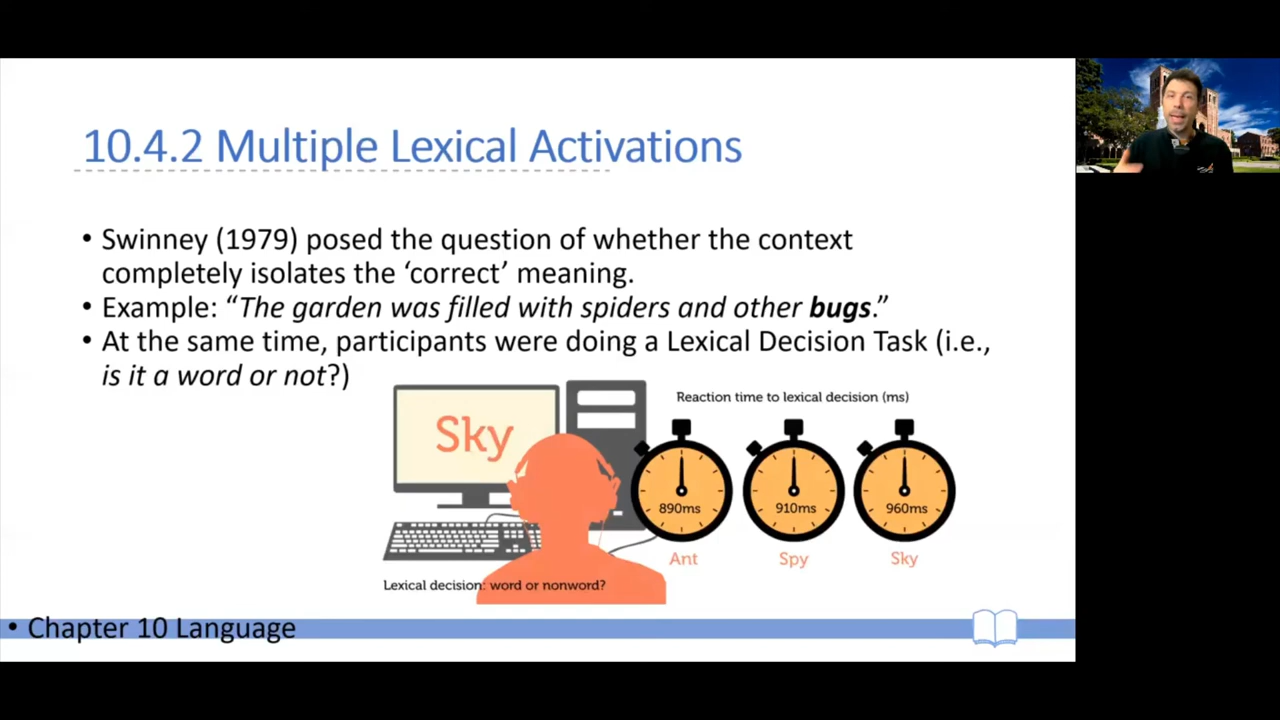 10.4.2 Multiple Lexical Activations
• Swinney (1979) posed the question of whether the context
completely isolates the ‘correct’ meaning.
• Example: “The garden was filled with spiders and other bugs.”
• At the same time, participants were doing a Lexical Decision Task (i.e.,
is it a word or not?)
Sky
Reaction time to lexical decision (ms)
890ms
910ms
960ms
Ant
Spy
Sky
Lexical decision: word or nonword?
• Chapter 10 Language